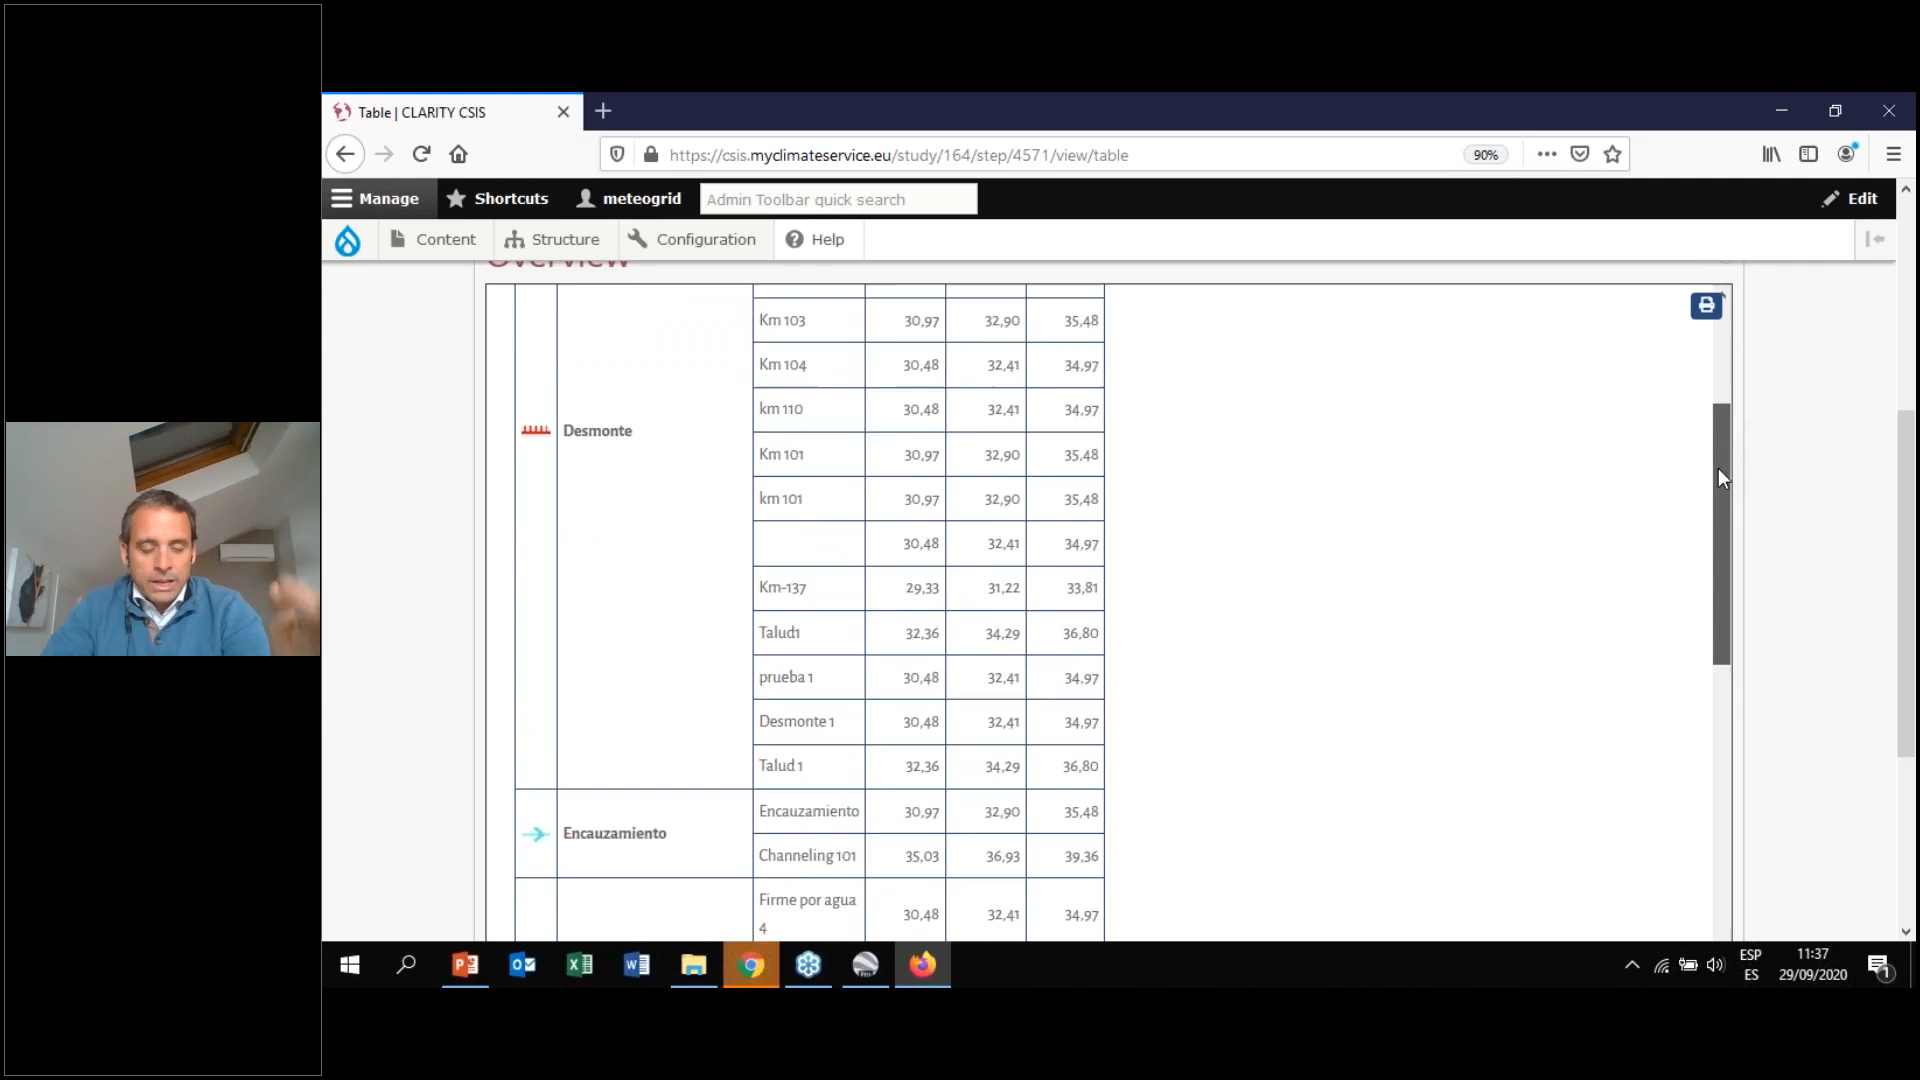 Table | CLARITY CSIS
https://csis.myclimateservice.eu/study/164/step/4571/view/table
90%
Manage
Shortcuts
meteogrid
Admin Toolbar quick search
Edit
Content
Structure
Configuration
Help
Overview
Km 103 30,97 32,90 35,48
Km 104 30,48 32,41 34,97
km 110 30,48 32,41 34,97
Desmonte
Km 101 30,97 32,90 35,48
km 101 30,97 32,90 35,48
30,48 32,41 34,97
Km-137 29,33 31,22 33,81
Talud1 32,36 34,29 36,80
prueba 1 30,48 32,41 34,97
Desmonte 1 30,48 32,41 34,97
Talud 1 32,36 34,29 36,80
Encauzamiento 30,97 32,90 35,48
Encauzamiento
Channeling 101 35,03 36,93 39,36
Firme por agua
4 30,48 32,41 34,97
ESP
ES
11:37
29/09/2020
1